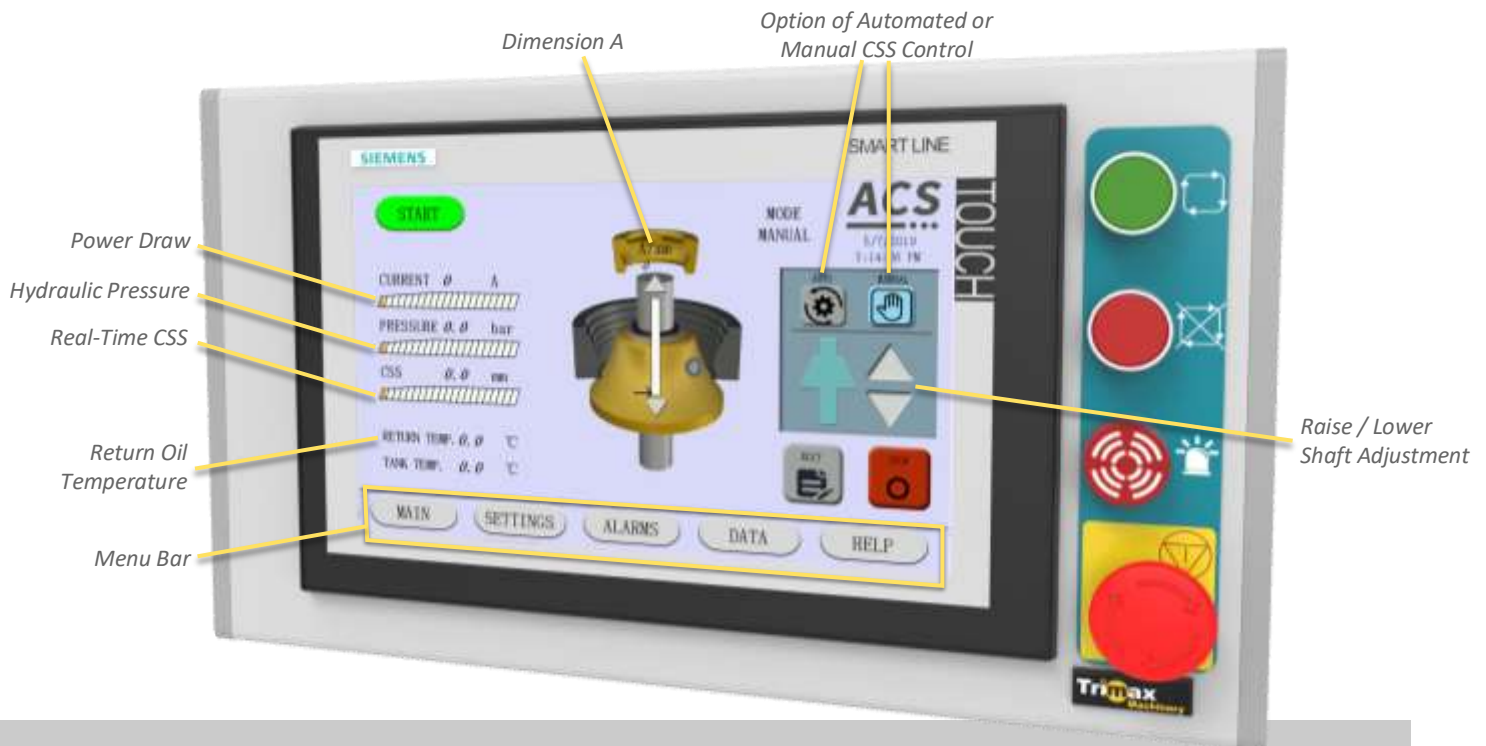 Option of Automated or
Manual CSS Control
Dimension A
SIEMENS
SMART LINE
TOUCH
START
MODE
MANUAL
ACS
Power Draw
CURRENT 0 A
Hydraulic Pressure
PRESSURE 0.0 bar
Real-Time CSS
CSS 0.0 mm
Return Oil
Temperature
RETURN TEMP. 0.0 ℃
TANK TEMP. 0.0 ℃
Raise / Lower
Shaft Adjustment
Menu Bar
MAIN
SETTINGS
ALARMS
DATA
HELP
Trimax
Machinery